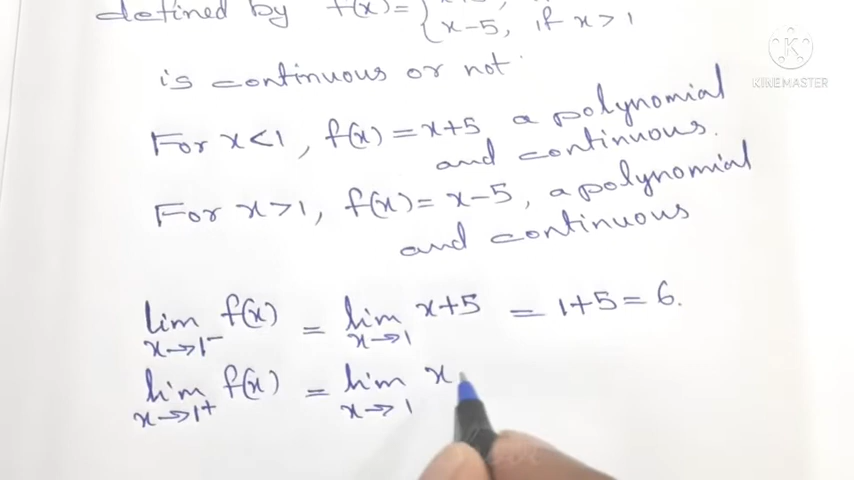 defined by f(x)= { x+5,
x-5, if x>1
is continuous or not.
For x<1, f(x)=x+5 a polynomial
and continuous.
For x>1, f(x)= x-5, a polynomial
and continuous
lim x→1⁻ f(x) = lim x→1 x+5 = 1+5=6.
lim x→1⁺ f(x) = lim x→1 x
K
KINEMASTER